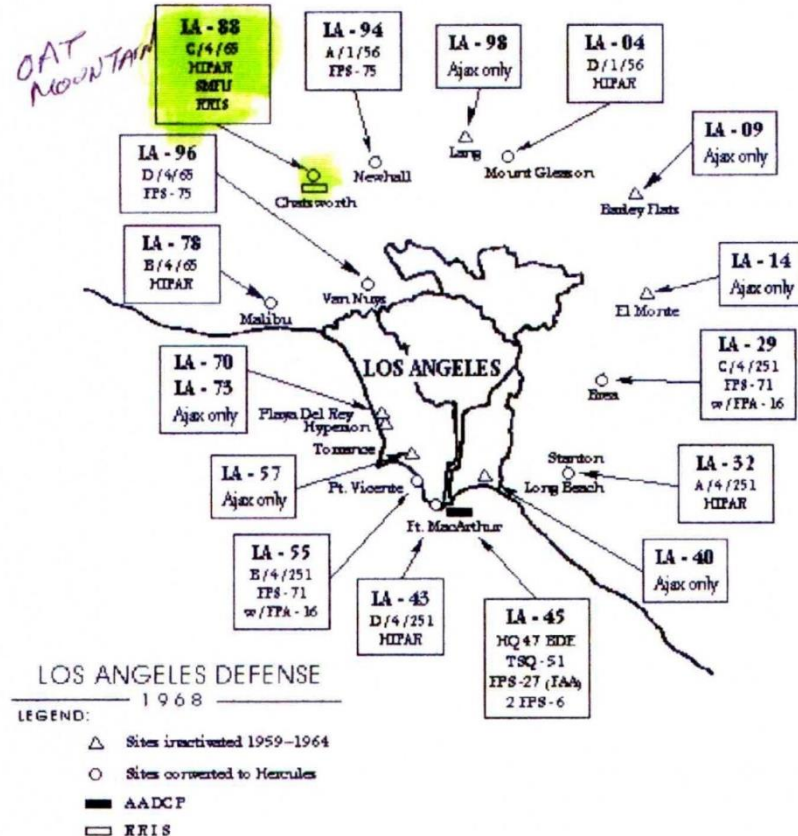 OAT
MOUNTAIN
LA - 88
C/4/65
HIPAR
SMFU
RRIS
LA - 94
A/1/56
FPS - 75
LA - 98
Ajax only
LA - 04
D/1/56
HIPAR
LA - 09
Ajax only
LA - 96
D/4/65
FPS - 75
Chatsworth
Newhall
Lang
Mount Gleason
Barley Flats
LA - 78
B/4/65
HIPAR
LA - 14
Ajax only
Van Nuys
Malibu
El Monte
LA - 29
C/4/251
FPS - 71
w/FPA - 16
LOS ANGELES
LA - 70
LA - 73
Ajax only
Playa Del Rey
Hyperion
Torrance
Brea
LA - 57
Ajax only
Pt. Vicente
Stanton
Long Beach
LA - 32
A/4/251
HIPAR
Ft. MacArthur
LA - 55
B/4/251
FPS - 71
w/FPA - 16
LA - 43
D/4/251
HIPAR
LA - 45
HQ 47 BDE
TSQ - 51
FPS - 27 (FAA)
2 FPS - 6
LA - 40
Ajax only
LOS ANGELES DEFENSE
1968
LEGEND:
Sites inactivated 1959–1964
Sites converted to Hercules
AADCP
RRIS